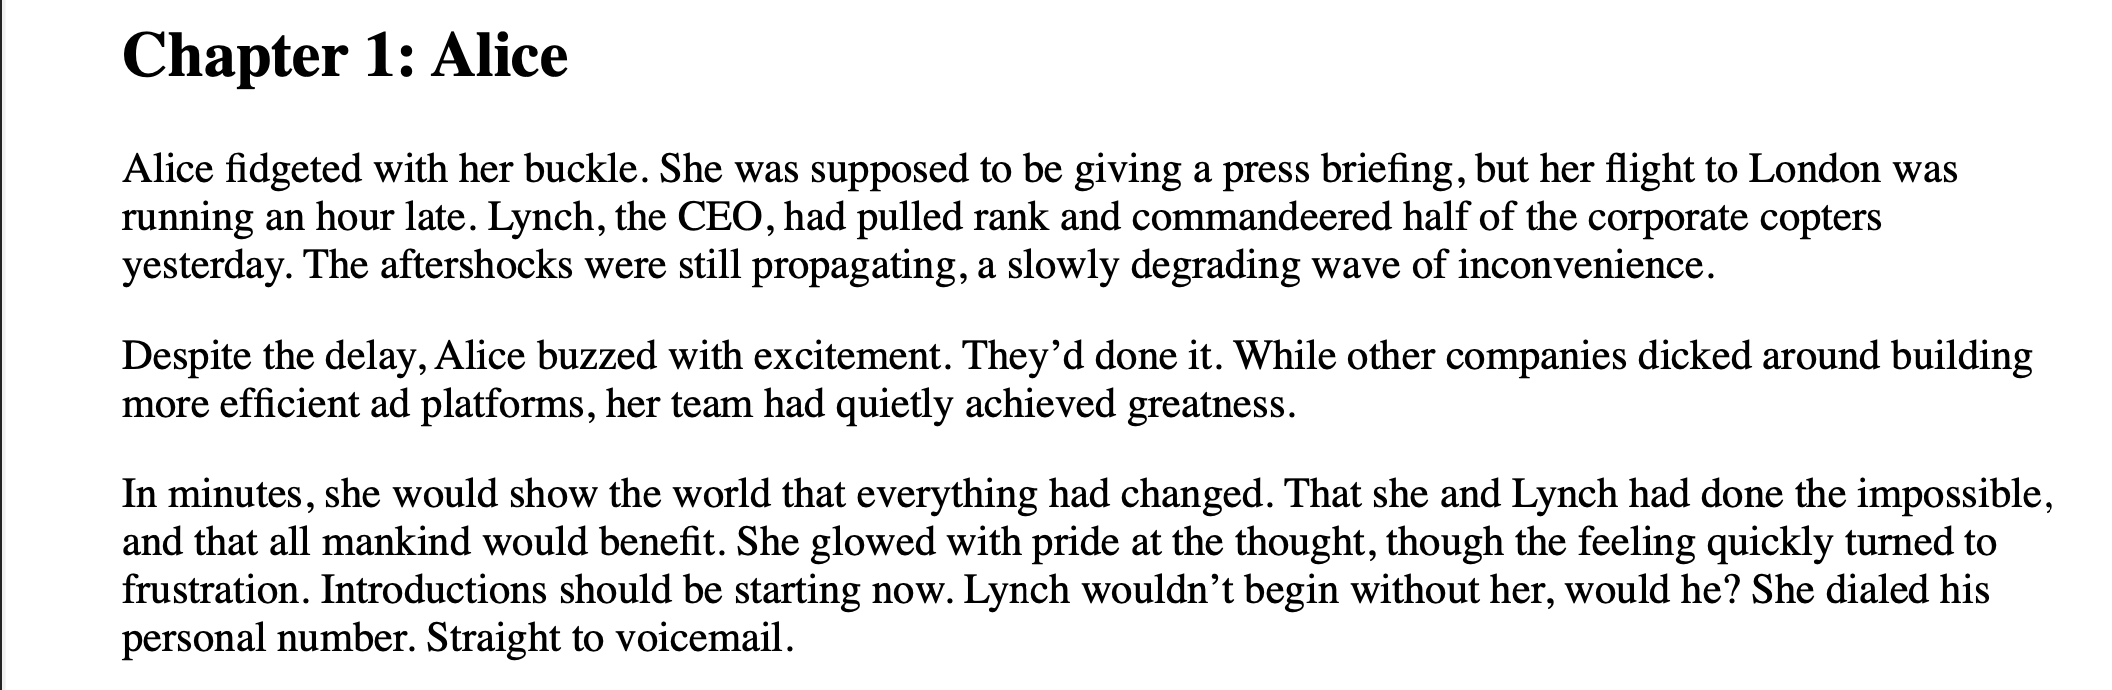 Chapter 1: Alice
Alice fidgeted with her buckle. She was supposed to be giving a press briefing, but her flight to London was
running an hour late. Lynch, the CEO, had pulled rank and commandeered half of the corporate copters
yesterday. The aftershocks were still propagating, a slowly degrading wave of inconvenience.
Despite the delay, Alice buzzed with excitement. They’d done it. While other companies dicked around building
more efficient ad platforms, her team had quietly achieved greatness.
In minutes, she would show the world that everything had changed. That she and Lynch had done the impossible,
and that all mankind would benefit. She glowed with pride at the thought, though the feeling quickly turned to
frustration. Introductions should be starting now. Lynch wouldn’t begin without her, would he? She dialed his
personal number. Straight to voicemail.